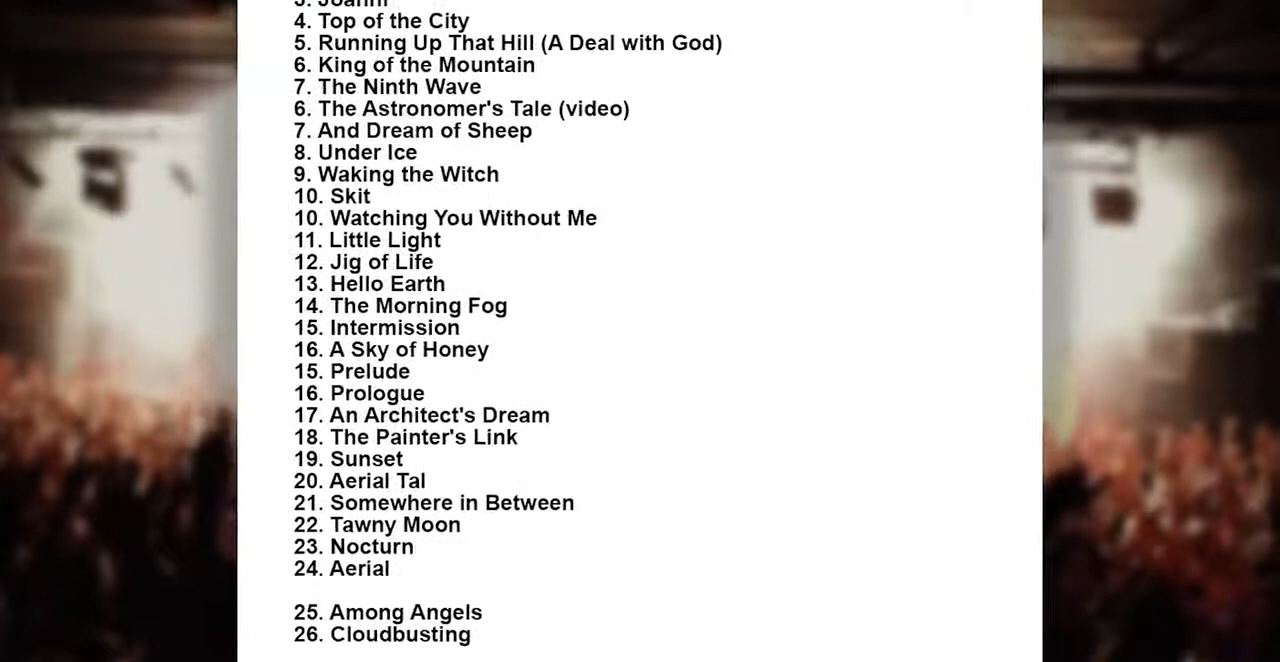 3. Joanni
4. Top of the City
5. Running Up That Hill (A Deal with God)
6. King of the Mountain
7. The Ninth Wave
6. The Astronomer's Tale (video)
7. And Dream of Sheep
8. Under Ice
9. Waking the Witch
10. Skit
10. Watching You Without Me
11. Little Light
12. Jig of Life
13. Hello Earth
14. The Morning Fog
15. Intermission
16. A Sky of Honey
15. Prelude
16. Prologue
17. An Architect's Dream
18. The Painter's Link
19. Sunset
20. Aerial Tal
21. Somewhere in Between
22. Tawny Moon
23. Nocturn
24. Aerial
25. Among Angels
26. Cloudbusting